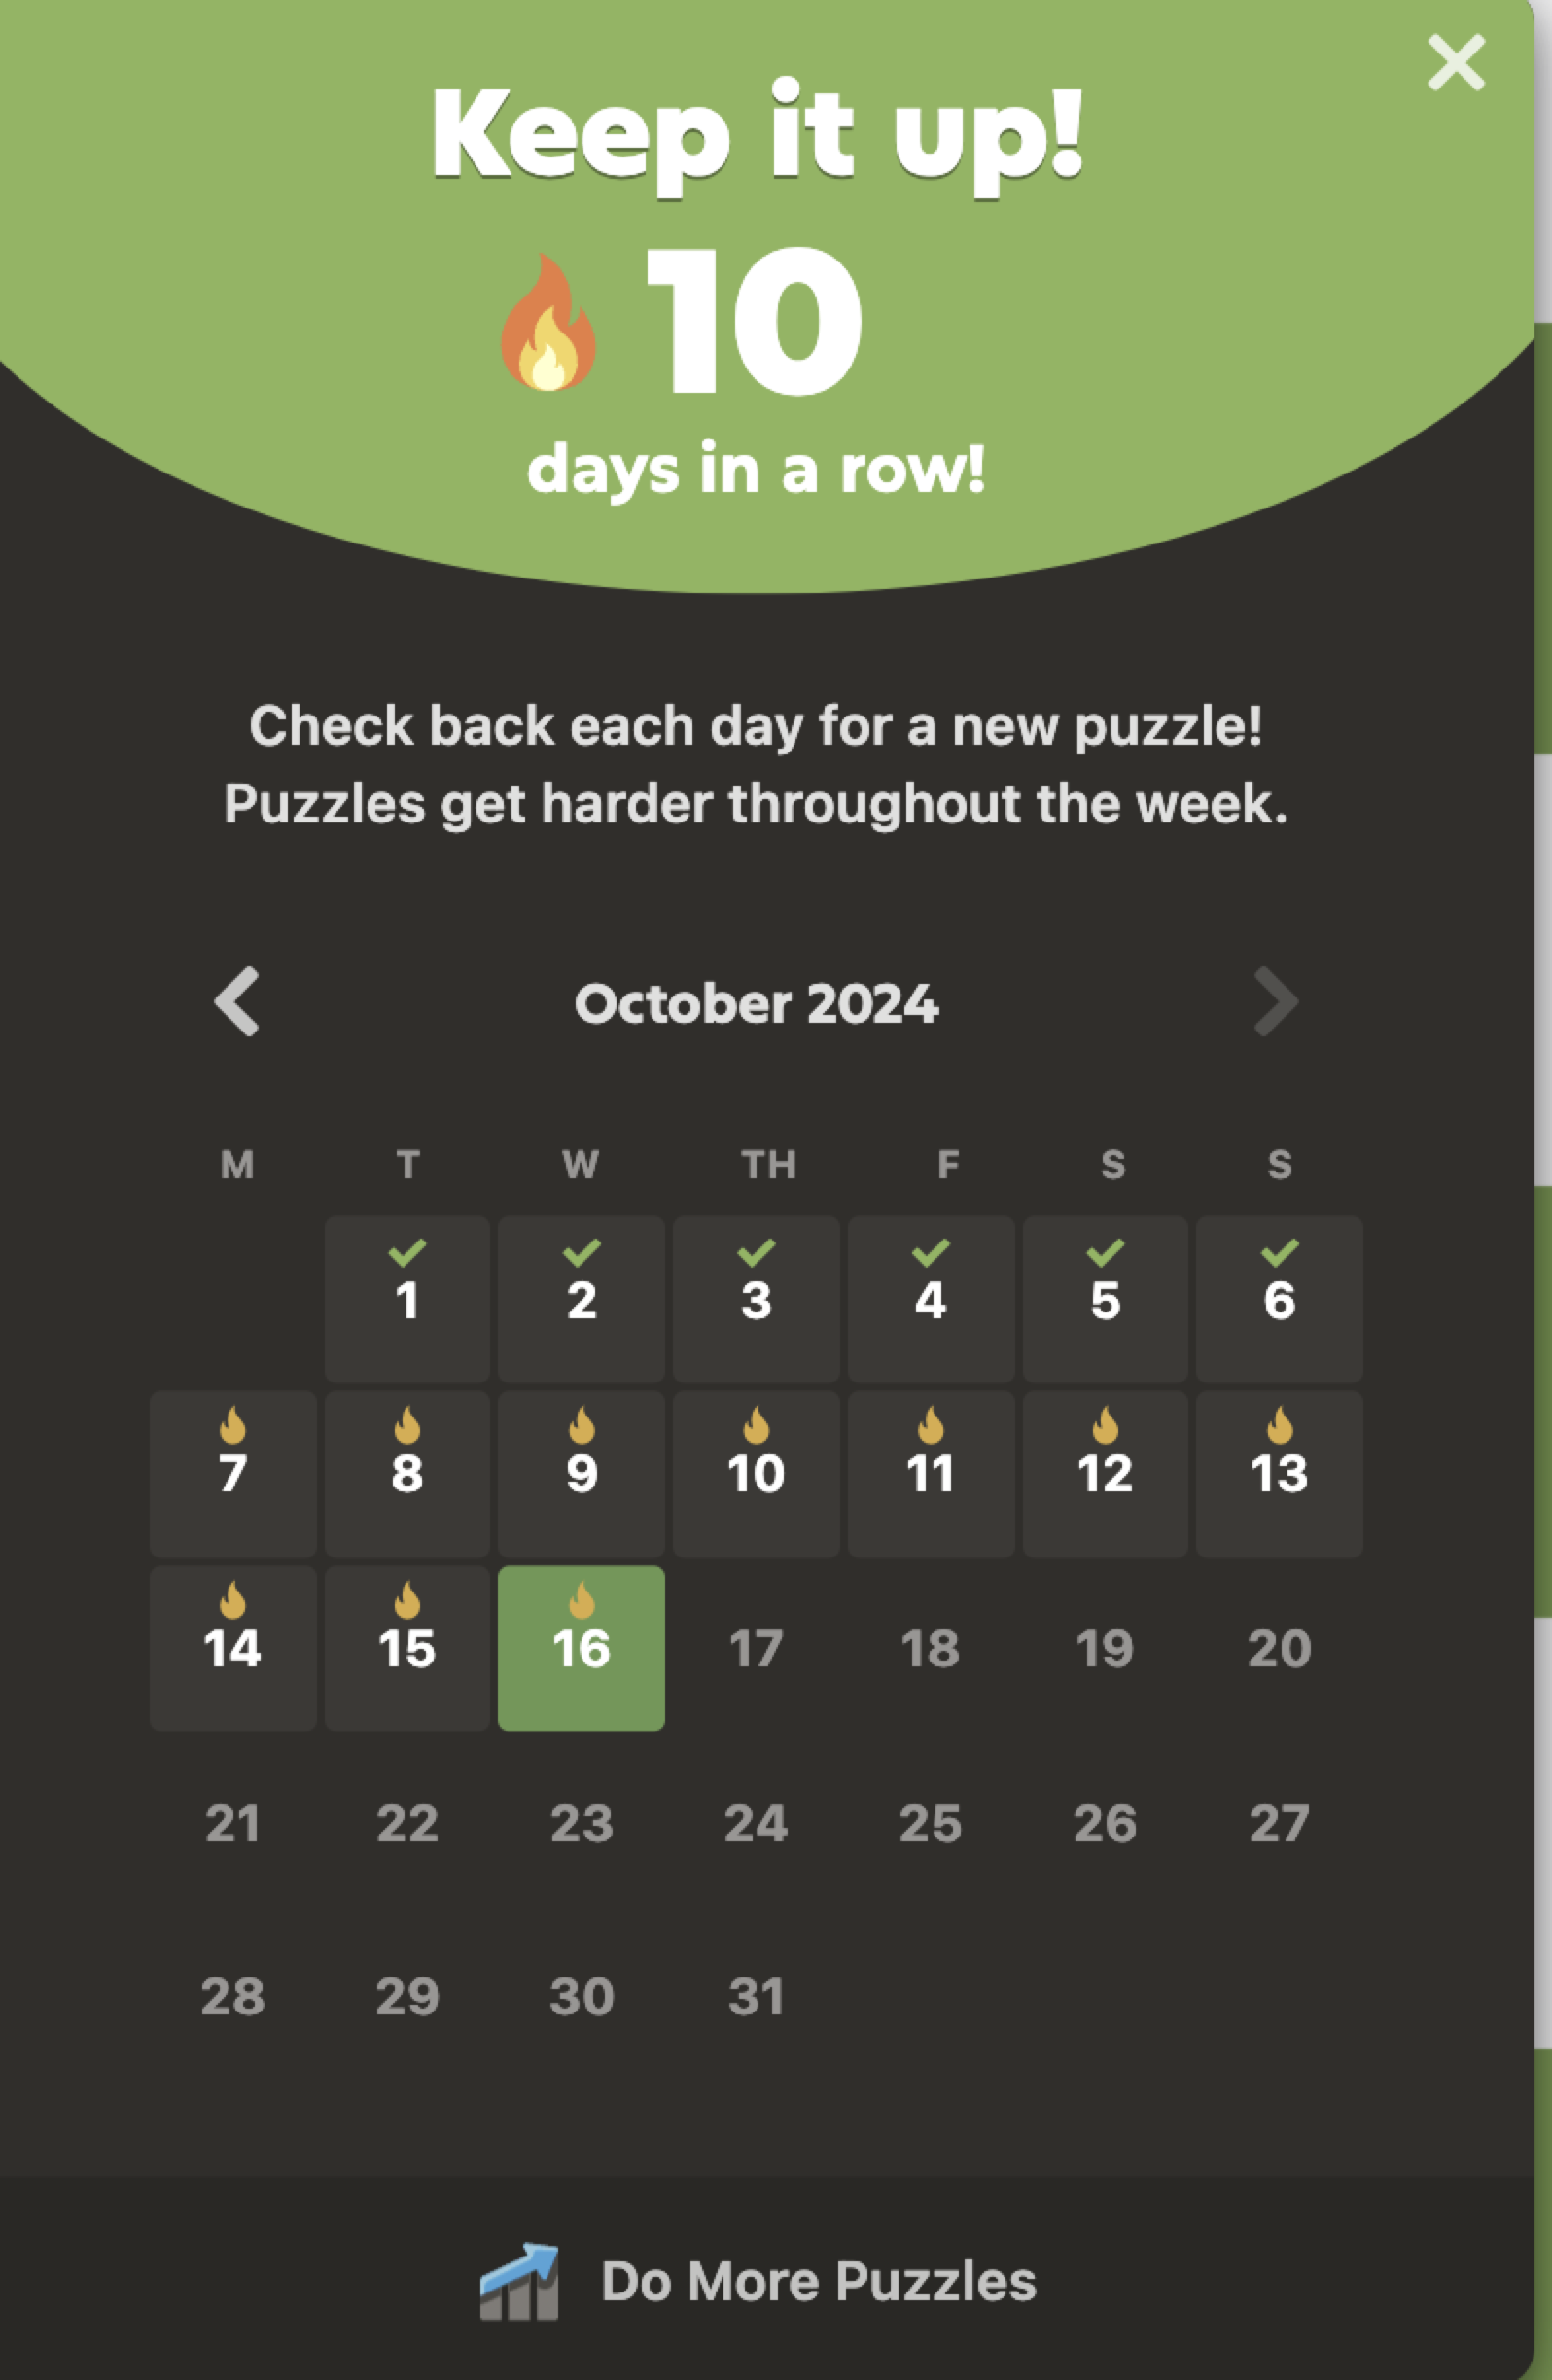 Keep it up!
10
days in a row!
Check back each day for a new puzzle!
Puzzles get harder throughout the week.
October 2024
M T W TH F S S
1 2 3 4 5 6
7 8 9 10 11 12 13
14 15 16 17 18 19 20
21 22 23 24 25 26 27
28 29 30 31
Do More Puzzles